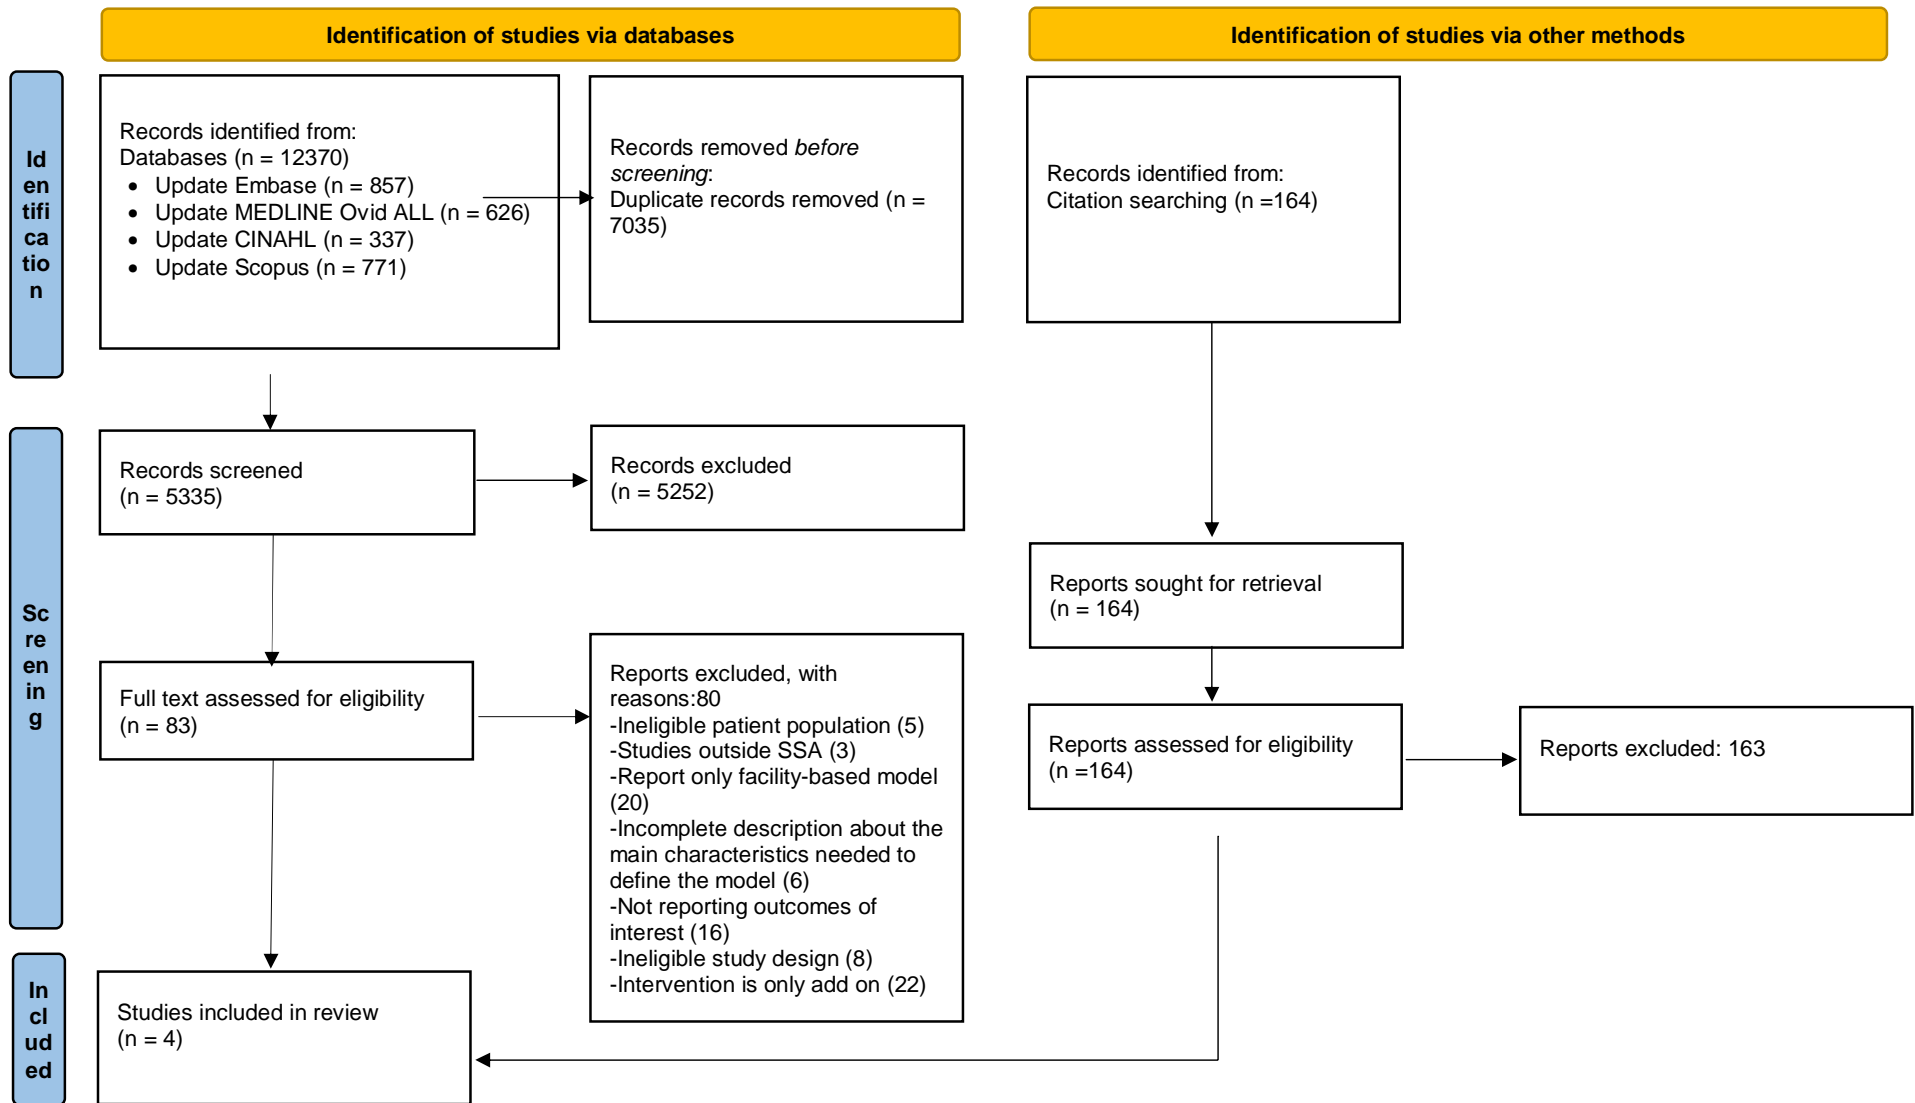 Identification of studies via databases
Identification of studies via other methods
Id
en
tifi
ca
tio
n
Records identified from:
Databases (n = 12370)
• Update Embase (n = 857)
• Update MEDLINE Ovid ALL (n = 626)
• Update CINAHL (n = 337)
• Update Scopus (n = 771)
Records removed before
screening:
Duplicate records removed (n =
7035)
Records identified from:
Citation searching (n =164)
Sc
re
en
in
g
Records screened
(n = 5335)
Records excluded
(n = 5252)
Reports sought for retrieval
(n = 164)
Full text assessed for eligibility
(n = 83)
Reports excluded, with
reasons:80
-Ineligible patient population (5)
-Studies outside SSA (3)
-Report only facility-based model
(20)
-Incomplete description about the
main characteristics needed to
define the model (6)
-Not reporting outcomes of
interest (16)
-Ineligible study design (8)
-Intervention is only add on (22)
Reports assessed for eligibility
(n =164)
Reports excluded: 163
In
cl
ud
ed
Studies included in review
(n = 4)